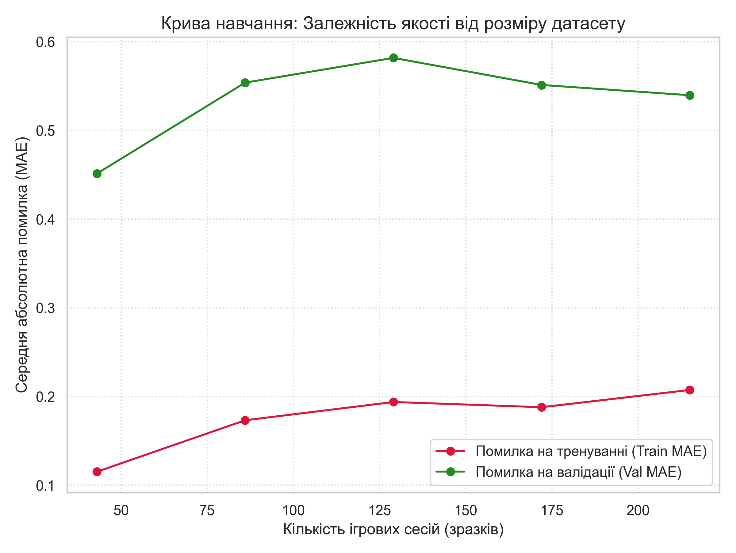 Крива навчання: Залежність якості від розміру датасету
0.6
0.5
0.4
0.3
0.2
0.1
Середня абсолютна помилка (MAE)
Помилка на тренуванні (Train MAE)
Помилка на валідації (Val MAE)
50
75
100
125
150
175
200
Кількість ігрових сесій (зразків)